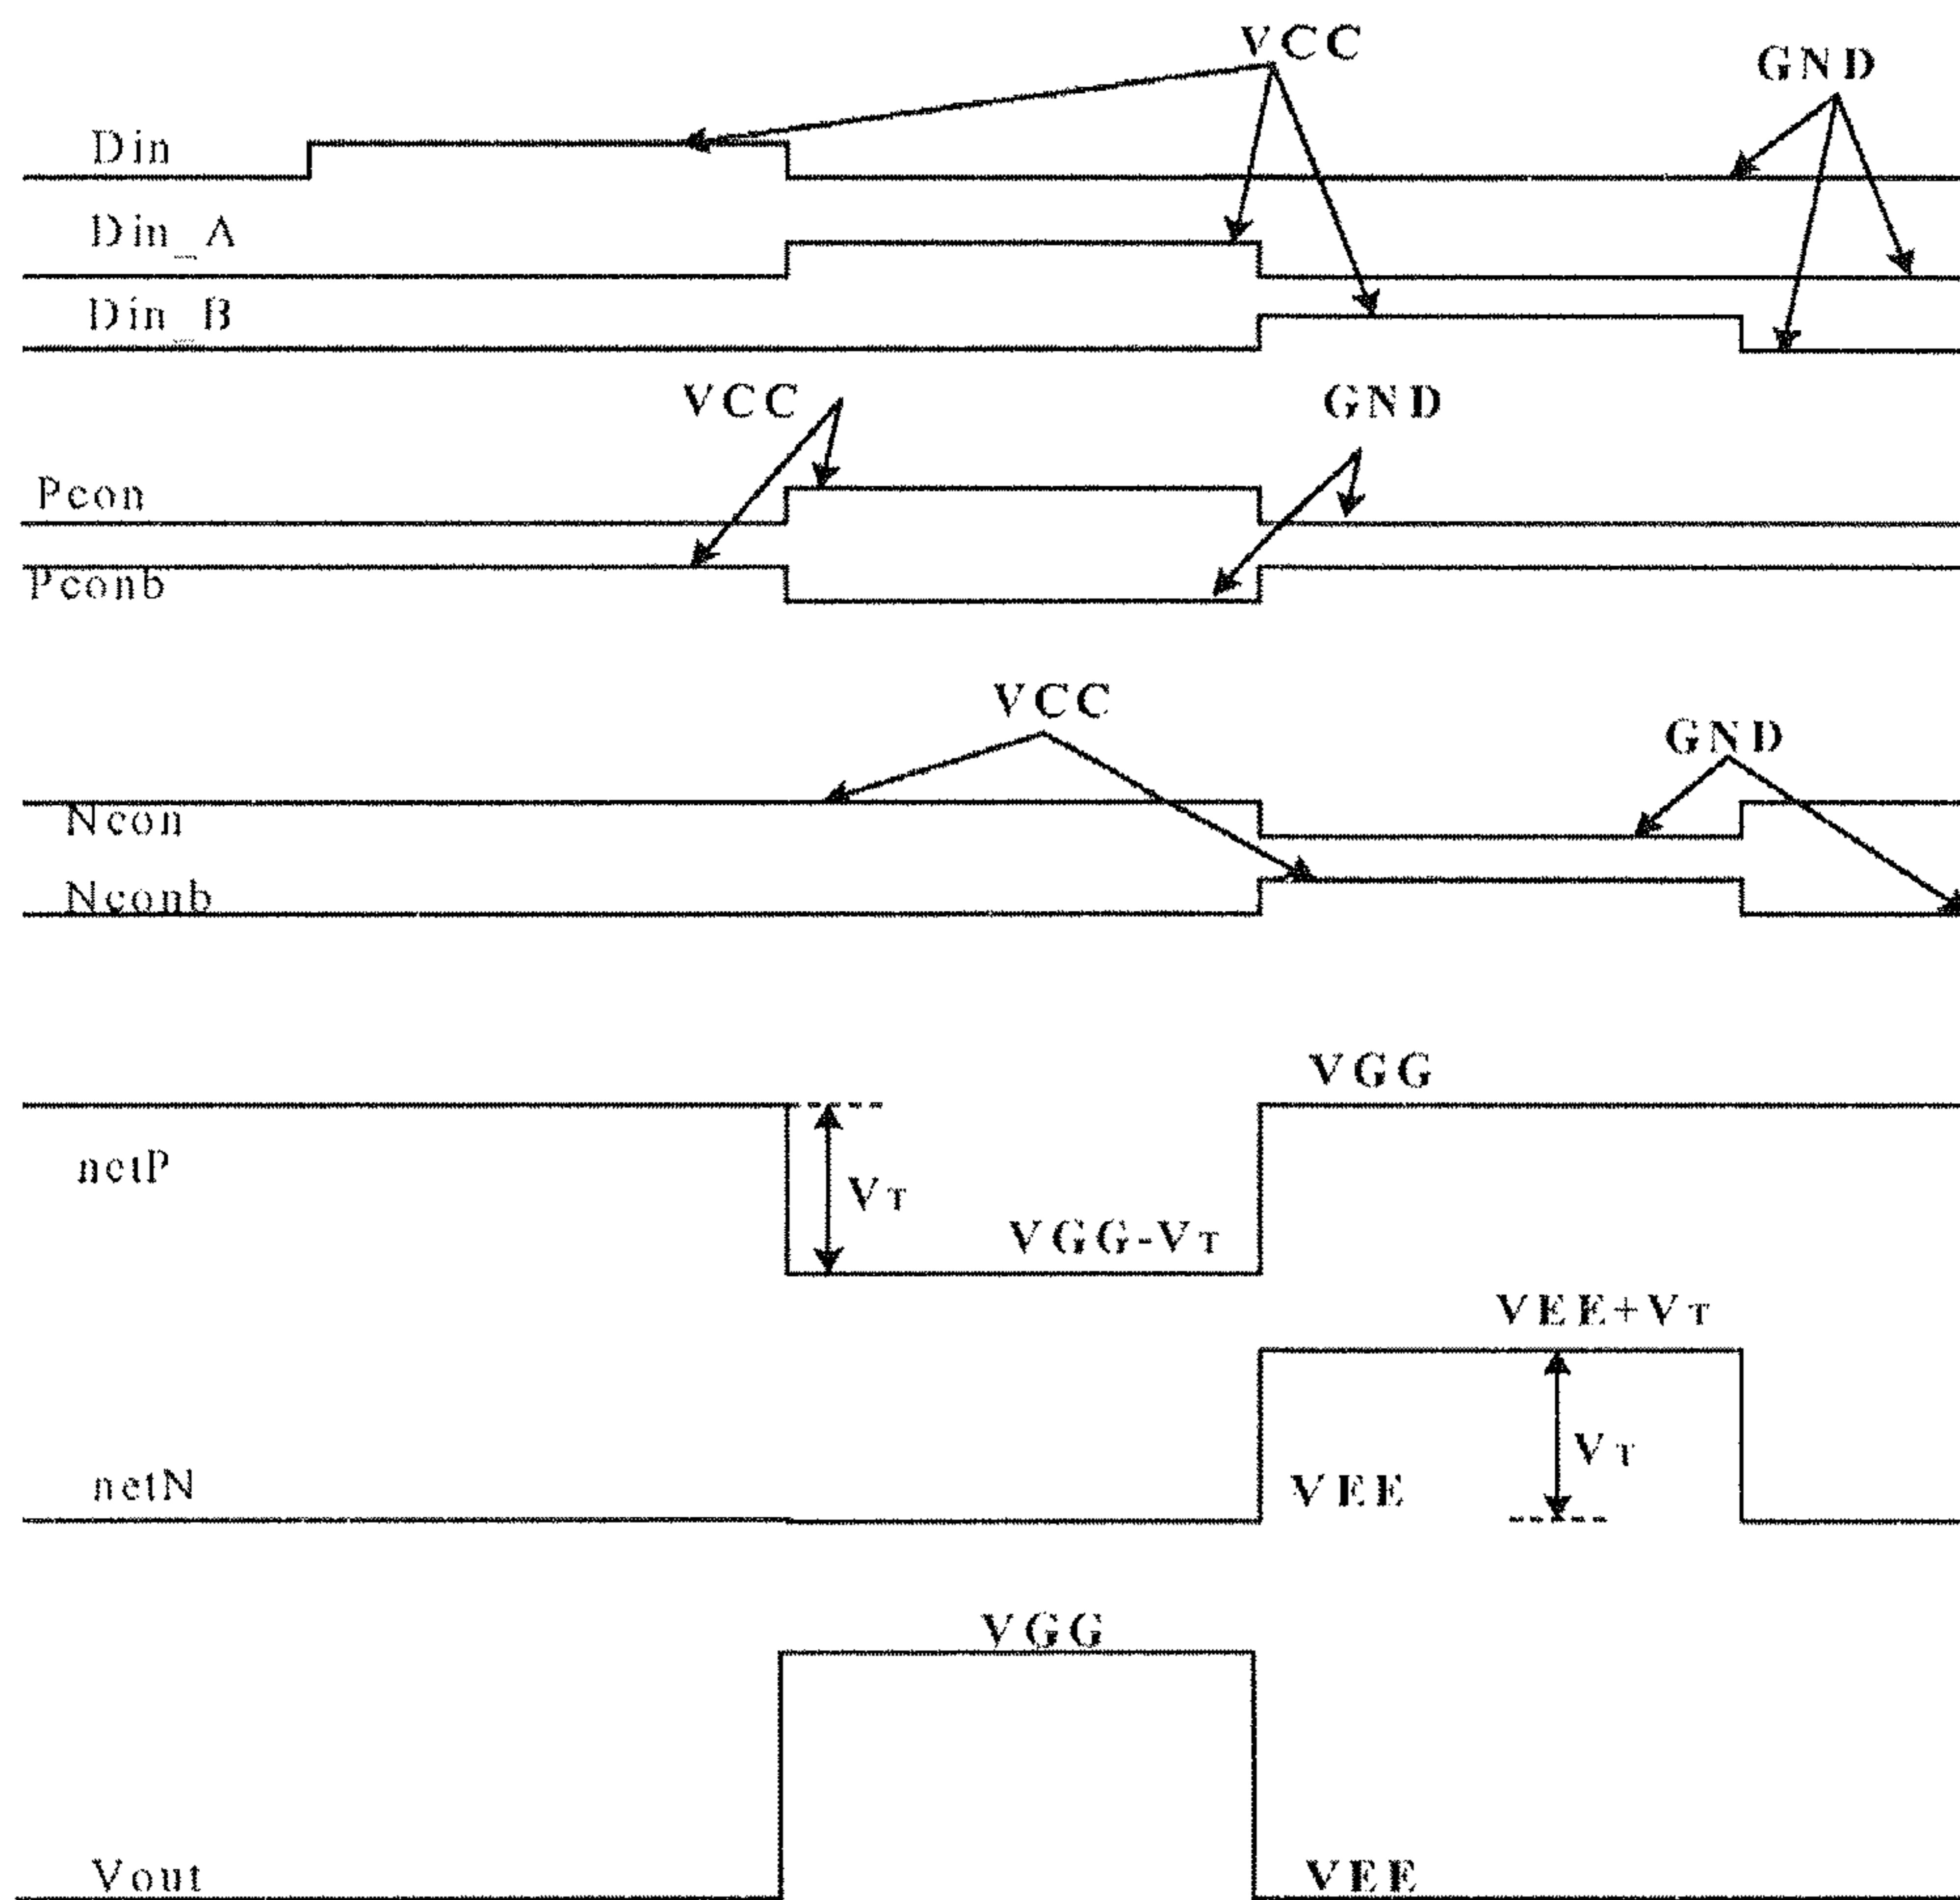 VCC
GND
Din
Din_A
Din_B
VCC
GND
Pcon
Pconb
VCC
GND
Ncon
Nconb
VGG
netP
VT
VGG-VT
VEE+VT
VT
netN
VEE
VGG
Vout
VEE